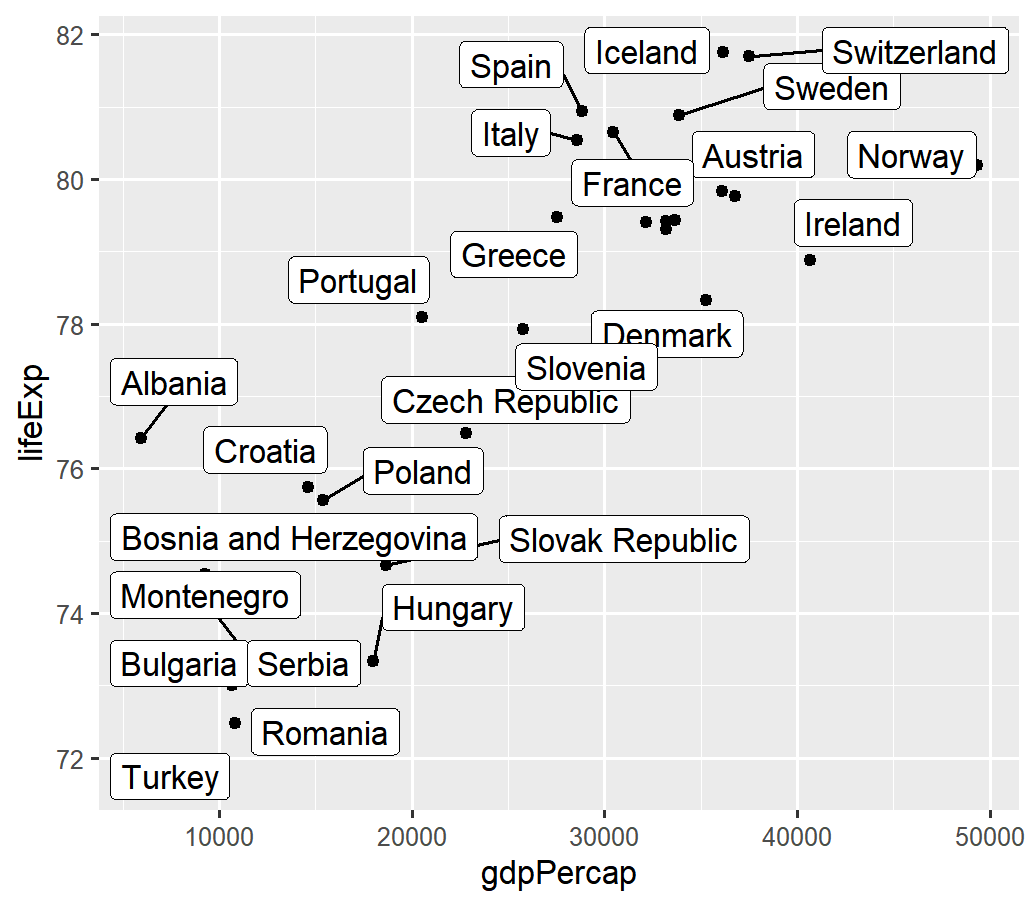 82
Iceland
Switzerland
Spain
Sweden
Italy
Austria
Norway
80
France
Ireland
Greece
Portugal
78
Denmark
Slovenia
Albania
Czech Republic
lifeExp
Croatia
76
Poland
Bosnia and Herzegovina
Slovak Republic
Montenegro
74
Hungary
Bulgaria
Serbia
Romania
72
Turkey
10000
20000
30000
40000
50000
gdpPercap